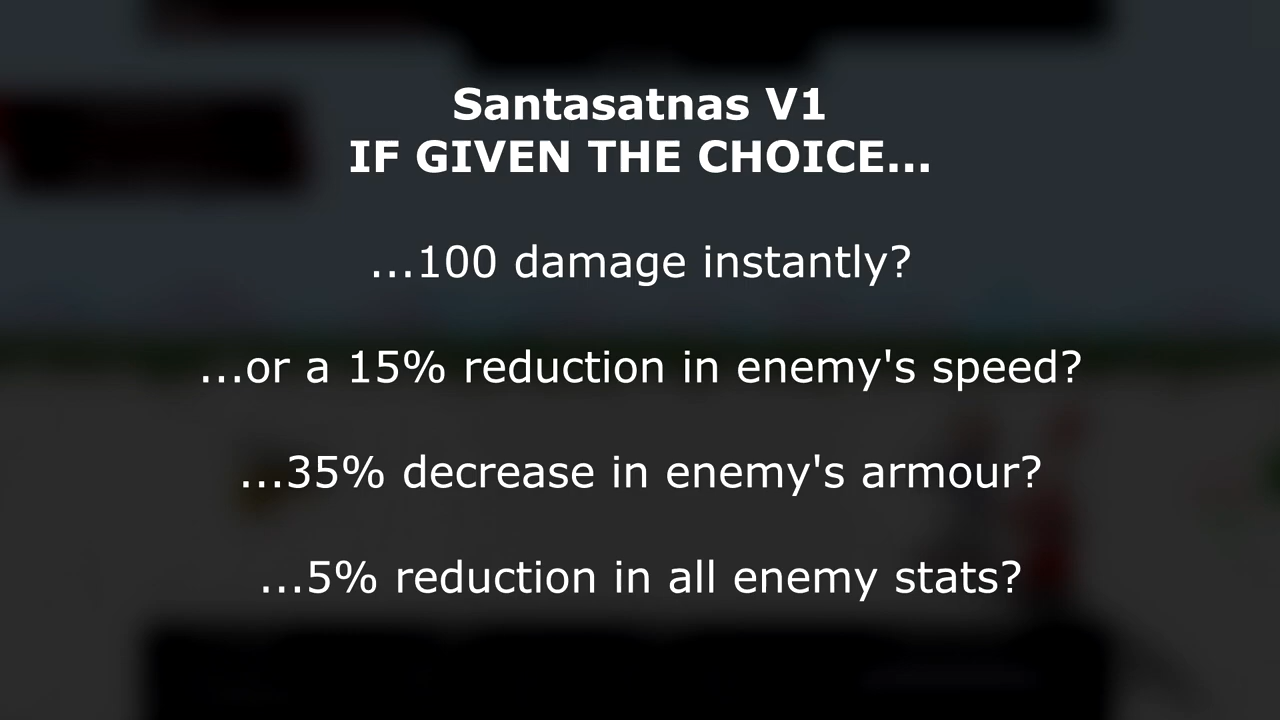 Santasatnas V1
IF GIVEN THE CHOICE...
...100 damage instantly?
...or a 15% reduction in enemy's speed?
...35% decrease in enemy's armour?
...5% reduction in all enemy stats?